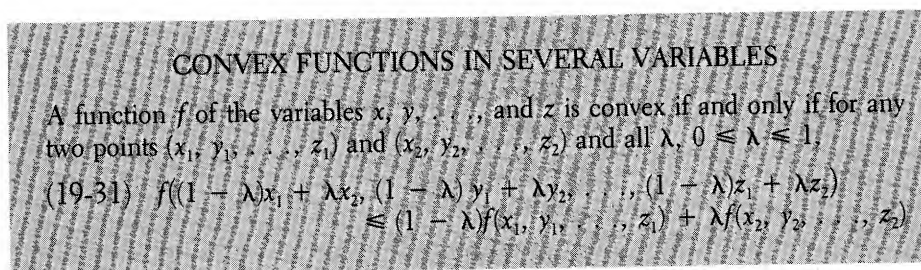 CONVEX FUNCTIONS IN SEVERAL VARIABLES
A function f of the variables x, y, . . . , and z is convex if and only if for any
two points (x₁, y₁, . . . , z₁) and (x₂, y₂, . . . , z₂) and all λ, 0 ≤ λ ≤ 1,
(19-31) f((1 − λ)x₁ + λx₂, (1 − λ) y₁ + λy₂, . . . , (1 − λ)z₁ + λz₂)
≤ (1 − λ)f(x₁, y₁, . . . , z₁) + λf(x₂, y₂, . . . , z₂)